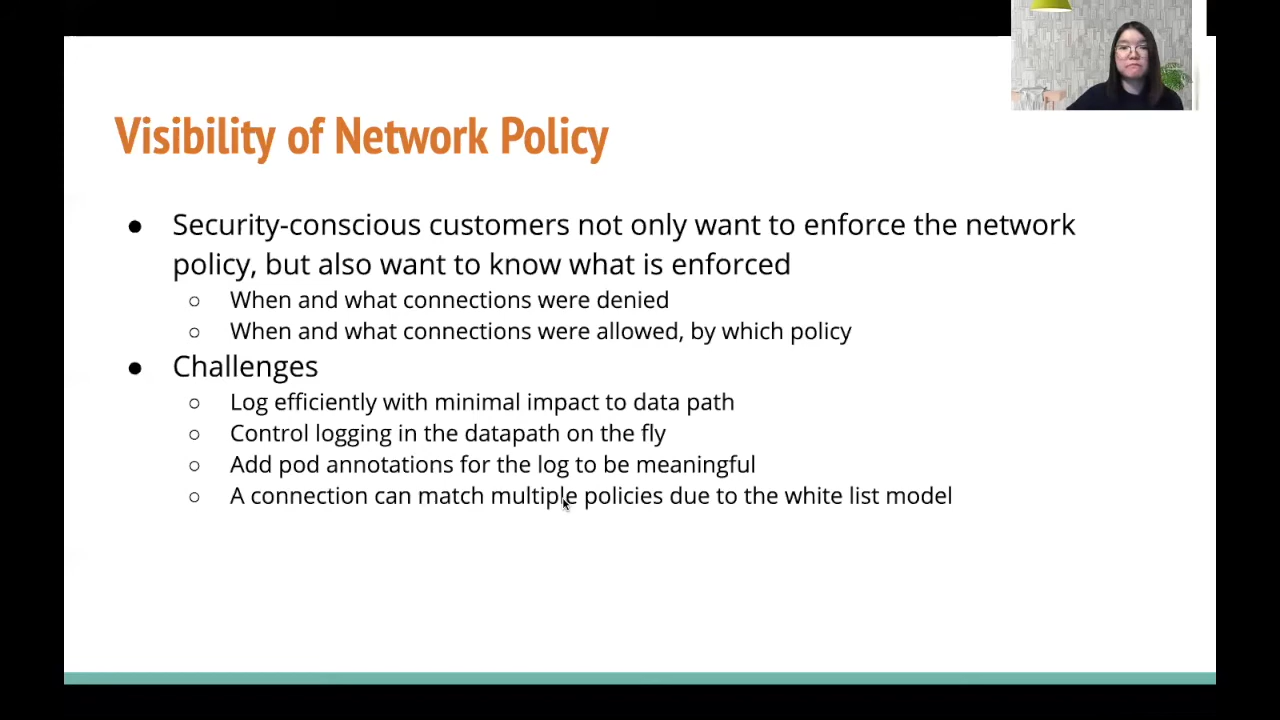 Visibility of Network Policy
● Security-conscious customers not only want to enforce the network
policy, but also want to know what is enforced
○ When and what connections were denied
○ When and what connections were allowed, by which policy
● Challenges
○ Log efficiently with minimal impact to data path
○ Control logging in the datapath on the fly
○ Add pod annotations for the log to be meaningful
○ A connection can match multiple policies due to the white list model